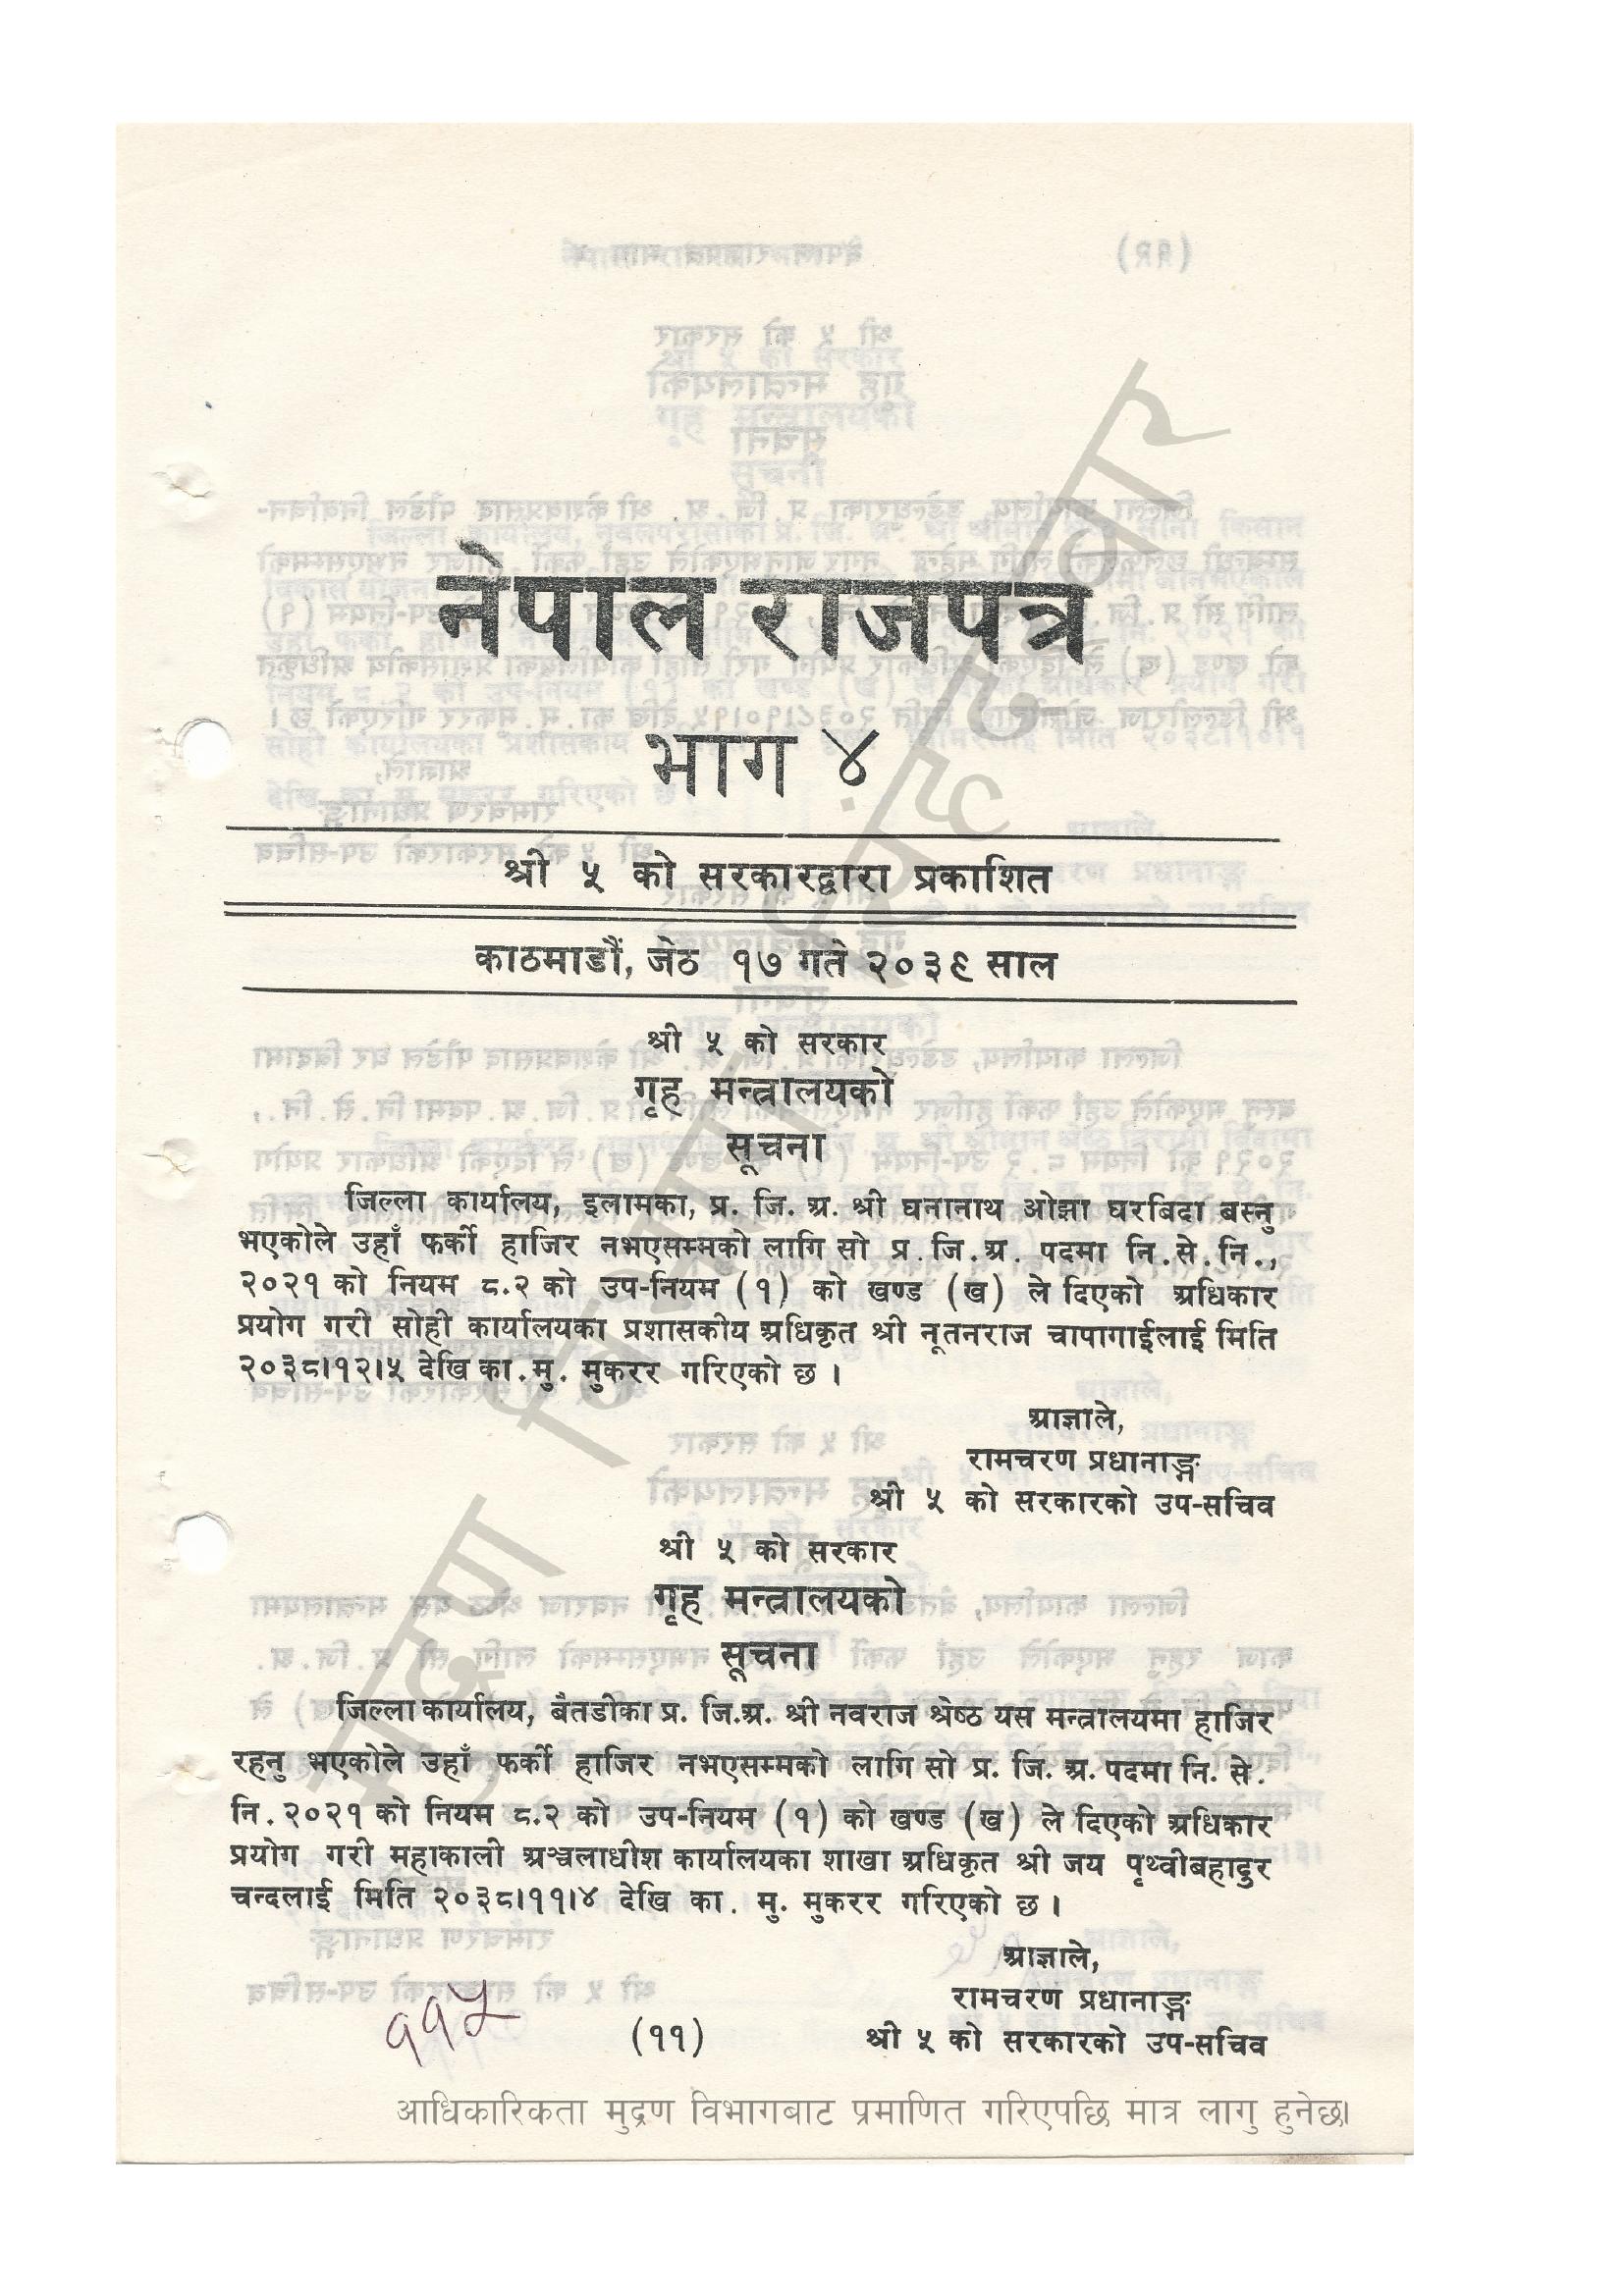 नेपाल राजपत्र
भाग ४
श्री ५ को सरकारद्वारा प्रकाशित
काठमाडौं, जेठ १७ गते २०३९ साल
श्री ५ को सरकार
गृह मन्त्रालयको
सूचना
जिल्ला कार्यालय, इलामका, प्र. जि. अ. श्री घनानाथ ओझा घरबिदा बस्नु
भएकोले उहाँ फर्की हाजिर नभएसम्मको लागि सो प्र. जि. अ. पदमा नि. से. नि.,
२०२१ को नियम ८.२ को उप-नियम (१) को खण्ड (ख) ले दिएको अधिकार
प्रयोग गरी सोही कार्यालयका प्रशासकीय अधिकृत श्री नूतनराज चापागाईलाई मिति
२०३८।१२।५ देखि का. मु. मुकरर गरिएको छ ।
आज्ञाले,
रामचरण प्रधानाङ्ग
श्री ५ को सरकारको उप-सचिव
श्री ५ को सरकार
गृह मन्त्रालयको
सूचना
जिल्ला कार्यालय, बैतडीका प्र. जि.अ. श्री नवराज श्रेष्ठ यस मन्त्रालयमा हाजिर
रहनु भएकोले उहाँ फर्की हाजिर नभएसम्मको लागि सो प्र. जि. अ. पदमा नि. से.
नि. २०२१ को नियम ८.२ को उप-नियम (१) को खण्ड (ख) ले दिएको अधिकार
प्रयोग गरी महाकाली अञ्चलाधीश कार्यालयका शाखा अधिकृत श्री जय पृथ्वीबहादुर
चन्दलाई मिति २०३८।११।४ देखि का. मु. मुकरर गरिएको छ ।
आज्ञाले,
रामचरण प्रधानाङ्ग
श्री ५ को सरकारको उप-सचिव
११५
(११)
आधिकारिकता मुद्रण विभागबाट प्रमाणित गरिएपछि मात्र लागु हुनेछ।